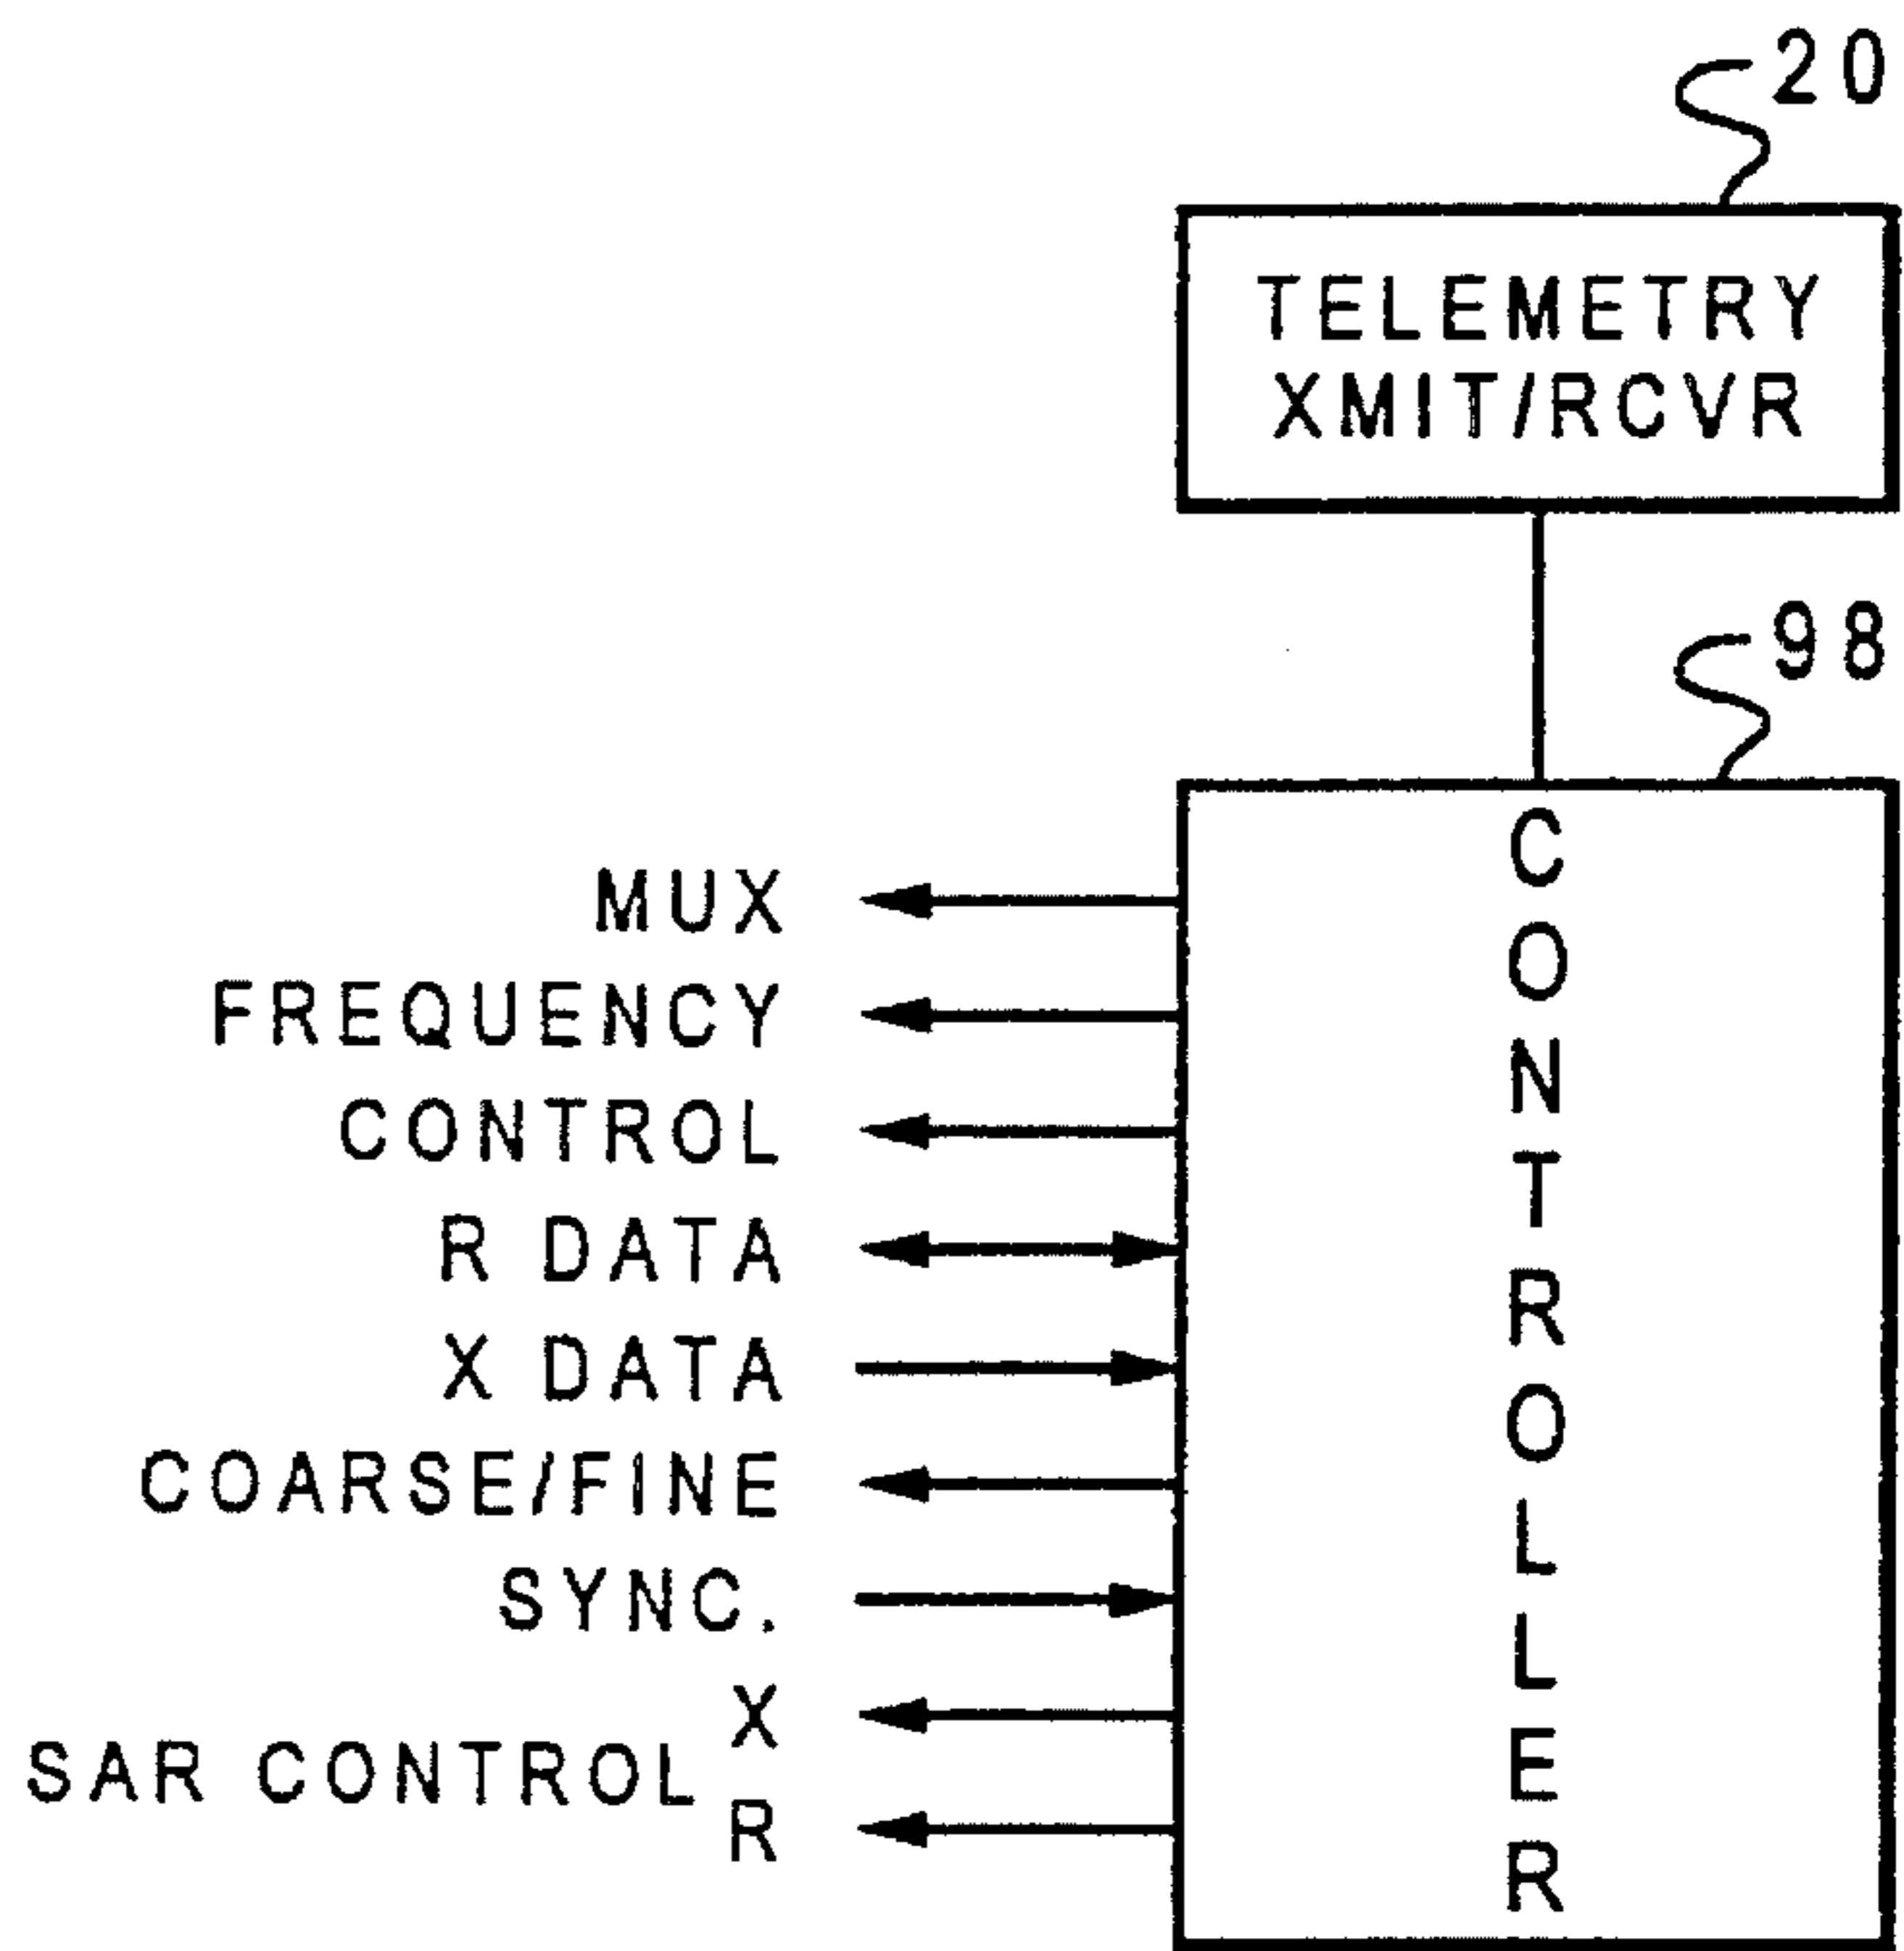 20
TELEMETRY
XMIT/RCVR
98
CONTROLLER
MUX
FREQUENCY
CONTROL
R DATA
X DATA
COARSE/FINE
SYNC.
X
SAR CONTROL
R